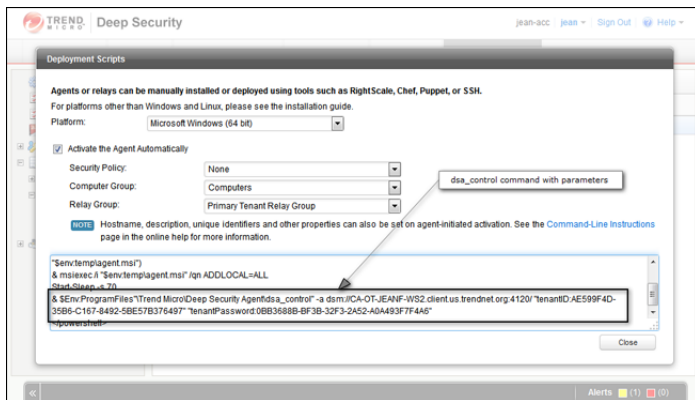 TREND MICRO Deep Security
jean-acc jean Sign Out Help
Deployment Scripts
Agents or relays can be manually installed or deployed using tools such as RightScale, Chef, Puppet, or SSH.
For platforms other than Windows and Linux, please see the installation guide.
Platform: Microsoft Windows (64 bit)
Activate the Agent Automatically
Security Policy: None
dsa_control command with parameters
Computer Group: Computers
Relay Group: Primary Tenant Relay Group
NOTE Hostname, description, unique identifiers and other properties can also be set on agent-initiated activation. See the Command-Line Instructions
page in the online help for more information.
"$env:temp\agent.msi")
& msiexec /i "$env:temp\agent.msi" /qn ADDLOCAL=ALL
Start-Sleep -s 70
& $Env:ProgramFiles"\Trend Micro\Deep Security Agent\dsa_control" -a dsm://CA-OT-JEANF-WS2.client.us.trendnet.org:4120/ "tenantID:AE599F4D-
35B6-C167-8492-5BE57B376497" "tenantPassword:0BB3688B-BF3B-32F3-2A52-A0A493F7F4A6"
</powershell>
Close
Alerts (1) (0)